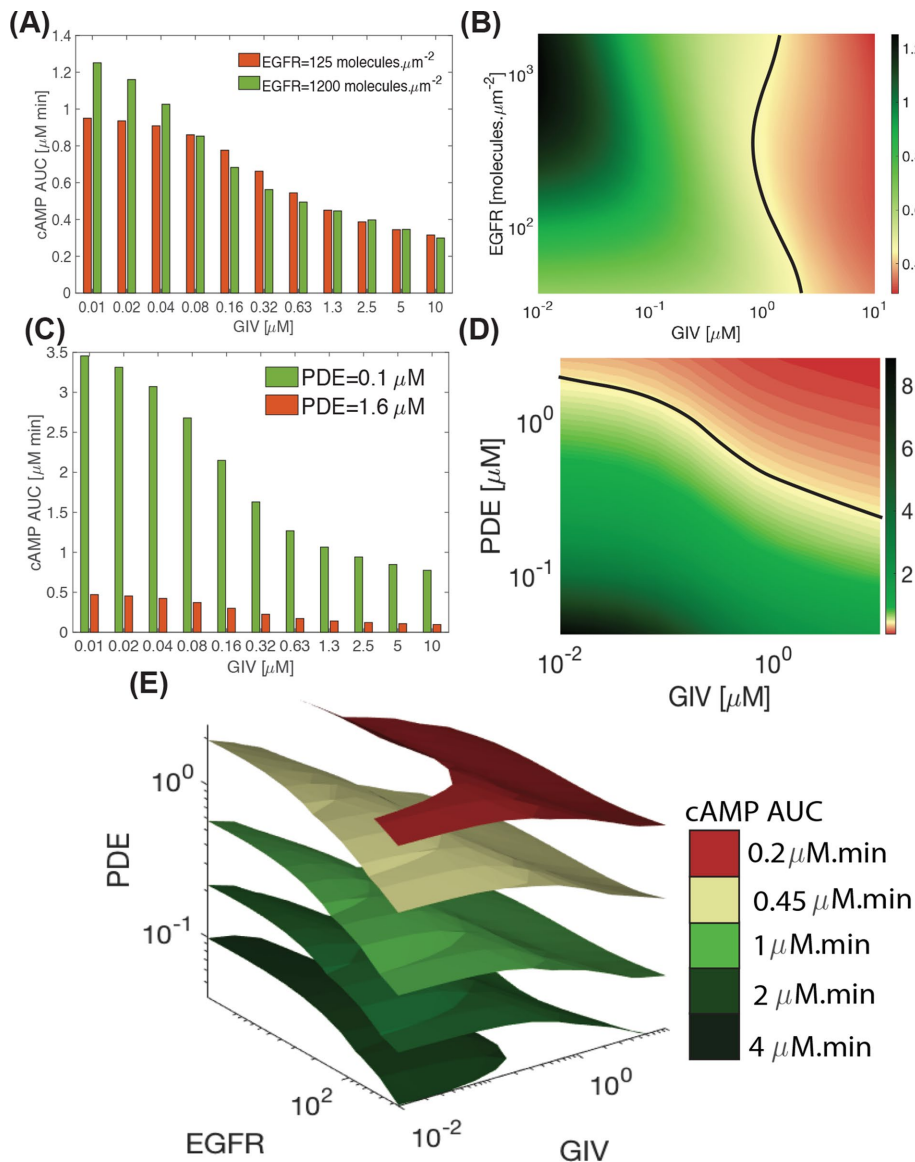 (A)
cAMP AUC [μM min]
1.4
1.2
1
0.8
0.6
0.4
0.2
0
EGFR=125 molecules.μm-2
EGFR=1200 molecules.μm-2
0.01 0.02 0.04 0.08 0.16 0.32 0.63 1.3 2.5 5 10
GIV [μM]
(B)
EGFR [molecules.μm-2]
103
102
10-2 10-1 100 101
GIV [μM]
1
(C)
cAMP AUC [μM min]
3.5
3
2.5
2
1.5
1
0.5
0
PDE=0.1 μM
PDE=1.6 μM
0.01 0.02 0.04 0.08 0.16 0.32 0.63 1.3 2.5 5 10
GIV [μM]
(D)
PDE [μM]
100
10-1
10-2 100
GIV [μM]
8
6
4
2
(E)
PDE
100
10-1
102
EGFR
10-2
100
GIV
cAMP AUC
0.2 μM.min
0.45 μM.min
1 μM.min
2 μM.min
4 μM.min